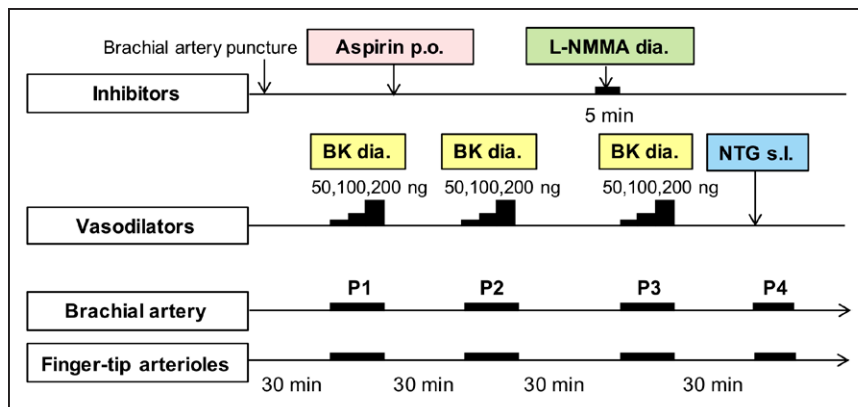 Brachial artery puncture
Aspirin p.o.
L-NMMA dia.
Inhibitors
5 min
BK dia.
BK dia.
BK dia.
NTG s.l.
50,100,200 ng
50,100,200 ng
50,100,200 ng
Vasodilators
P1
P2
P3
P4
Brachial artery
Finger-tip arterioles
30 min
30 min
30 min
30 min